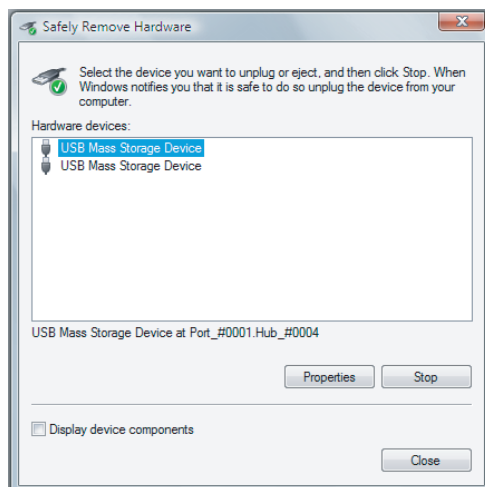 Safely Remove Hardware
Select the device you want to unplug or eject, and then click Stop. When
Windows notifies you that it is safe to do so unplug the device from your
computer.
Hardware devices:
USB Mass Storage Device
USB Mass Storage Device
USB Mass Storage Device at Port_#0001.Hub_#0004
Properties Stop
Display device components
Close